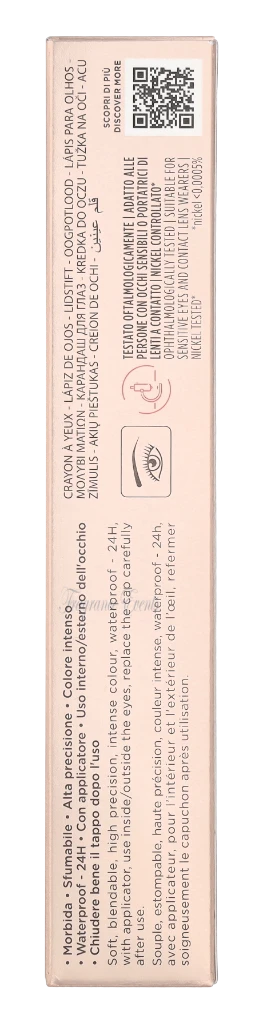 • Morbida • Sfumabile • Alta precisione • Colore intenso
• Waterproof - 24H • Con applicatore • Uso interno/esterno dell'occhio
• Chiudere bene il tappo dopo l'uso
Soft, blendable, high precision, intense colour, waterproof - 24H,
with applicator, use inside/outside the eyes, replace the cap carefully
after use.
Souple, estompable, haute précision, couleur intense, waterproof - 24h,
avec applicateur, pour l'intérieur et l'extérieur de l'œil, refermer
soigneusement le capuchon après utilisation.
CRAYON À YEUX - LÁPIZ DE OJOS - LIDSTIFT - OOGPOTLOOD - LÁPIS PARA OLHOS -
ΜΟΛΥΒΙ ΜΑΤΙΟΝ - КАРАНДАШ ДЛЯ ГЛАЗ - KREDKA DO OCZU - TUŽKA NA OČI - ACU
ZĪMULIS - AKIŲ PIEŠTUKAS - CREION DE OCHI - قلم عينين
TESTATO OFTALMOLOGICAMENTE | ADATTO ALLE
PERSONE CON OCCHI SENSIBILI O PORTATRICI DI
LENTI A CONTATTO | NICKEL CONTROLLATO*
OPHTHALMOLOGICALLY TESTED | SUITABLE FOR
SENSITIVE EYES AND CONTACT LENS WEARERS |
NICKEL TESTED*
*nickel <0.0005%
SCOPRI DI PIÙ
DISCOVER MORE